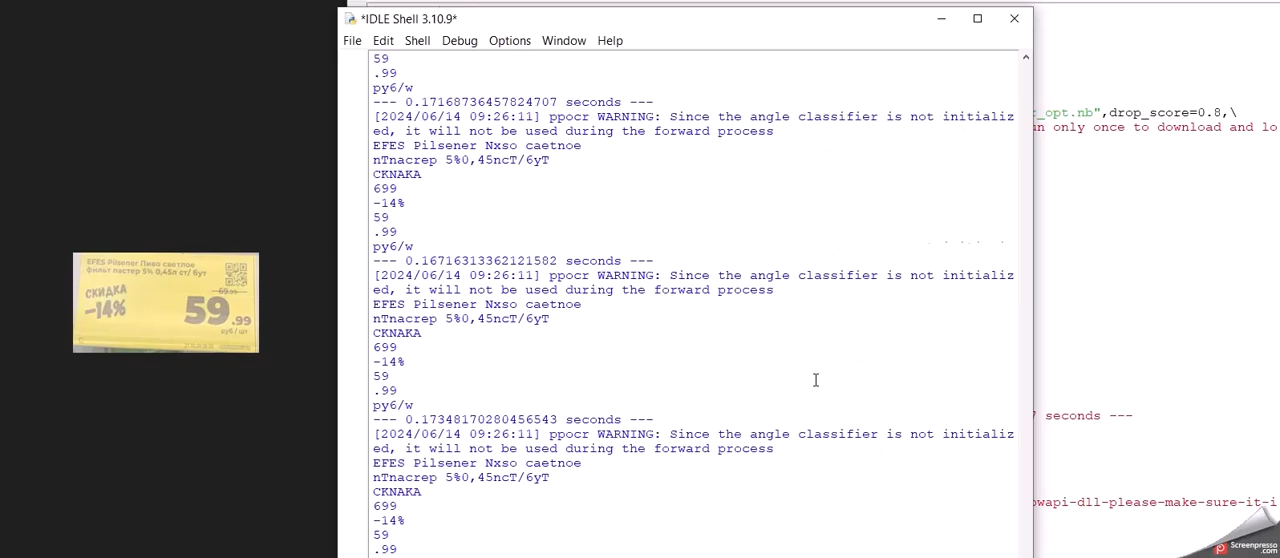 *IDLE Shell 3.10.9*
File Edit Shell Debug Options Window Help
59
.99
py6/w
--- 0.17168736457824707 seconds ---
[2024/06/14 09:26:11] ppocr WARNING: Since the angle classifier is not initializ
ed, it will not be used during the forward process
EFES Pilsener Nxso caetnoe
nTnacrep 5%0,45ncT/6yT
CKNAKA
699
-14%
59
.99
py6/w
--- 0.16716313362121582 seconds ---
[2024/06/14 09:26:11] ppocr WARNING: Since the angle classifier is not initializ
ed, it will not be used during the forward process
EFES Pilsener Nxso caetnoe
nTnacrep 5%0,45ncT/6yT
CKNAKA
699
-14%
59
.99
py6/w
--- 0.17348170280456543 seconds ---
[2024/06/14 09:26:11] ppocr WARNING: Since the angle classifier is not initializ
ed, it will not be used during the forward process
EFES Pilsener Nxso caetnoe
nTnacrep 5%0,45ncT/6yT
CKNAKA
699
-14%
59
.99
EFES Pilsener Пиво светлое
фильт пастер 5% 0,45л ст/ бут
СКИДКА
-14%
59
.99
руб/ шт
r_opt.nb",drop_score=0.8,\
un only once to download and lo
7 seconds ---
owapi-dll-please-make-sure-it-i
Screenpresso
.com